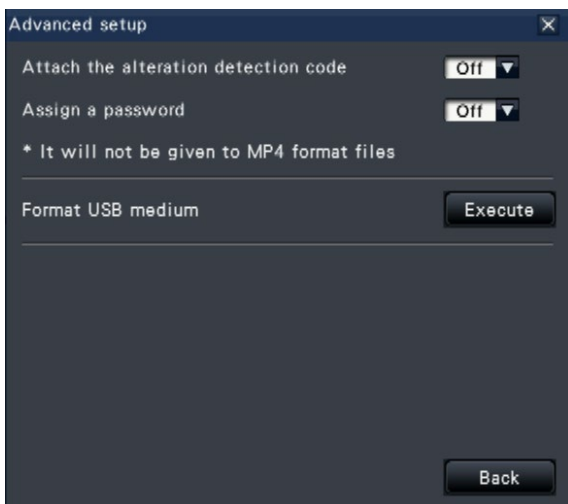 Advanced setup
Attach the alteration detection code Off
Assign a password Off
* It will not be given to MP4 format files
Format USB medium Execute
Back